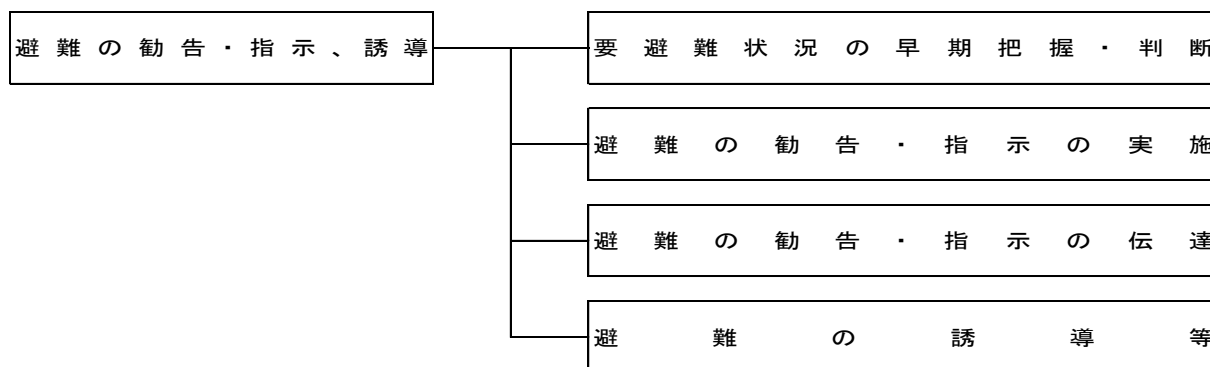 避難の勧告・指示、誘導
要避難状況の早期把握・判断
避難の勧告・指示の実施
避難の勧告・指示の伝達
避難の誘導等